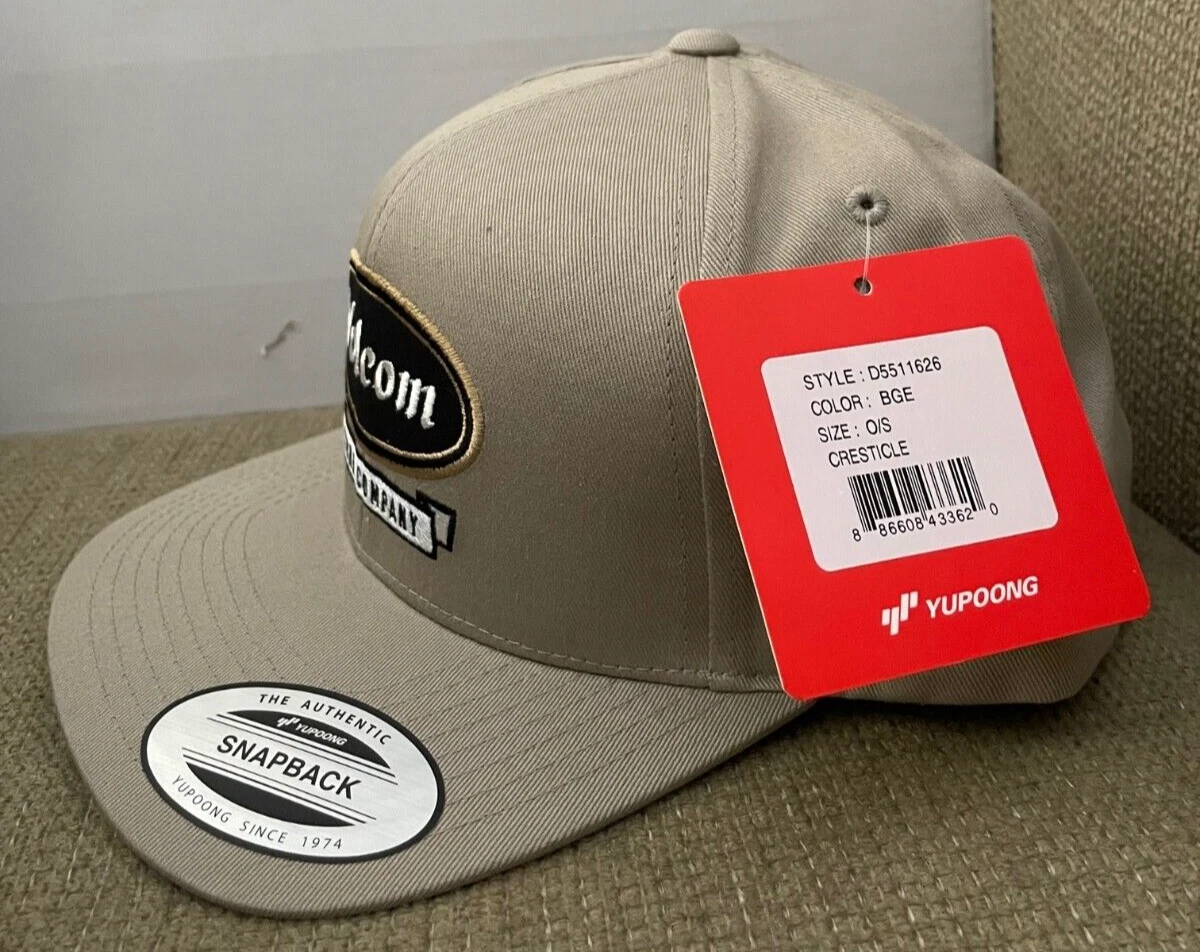 COMPANY
STYLE : D5511626
COLOR : BGE
SIZE : O/S
CRESTICLE
8 86608 43362 0
YUPOONG
THE AUTHENTIC
YUPOONG
SNAPBACK
YUPOONG SINCE 1974